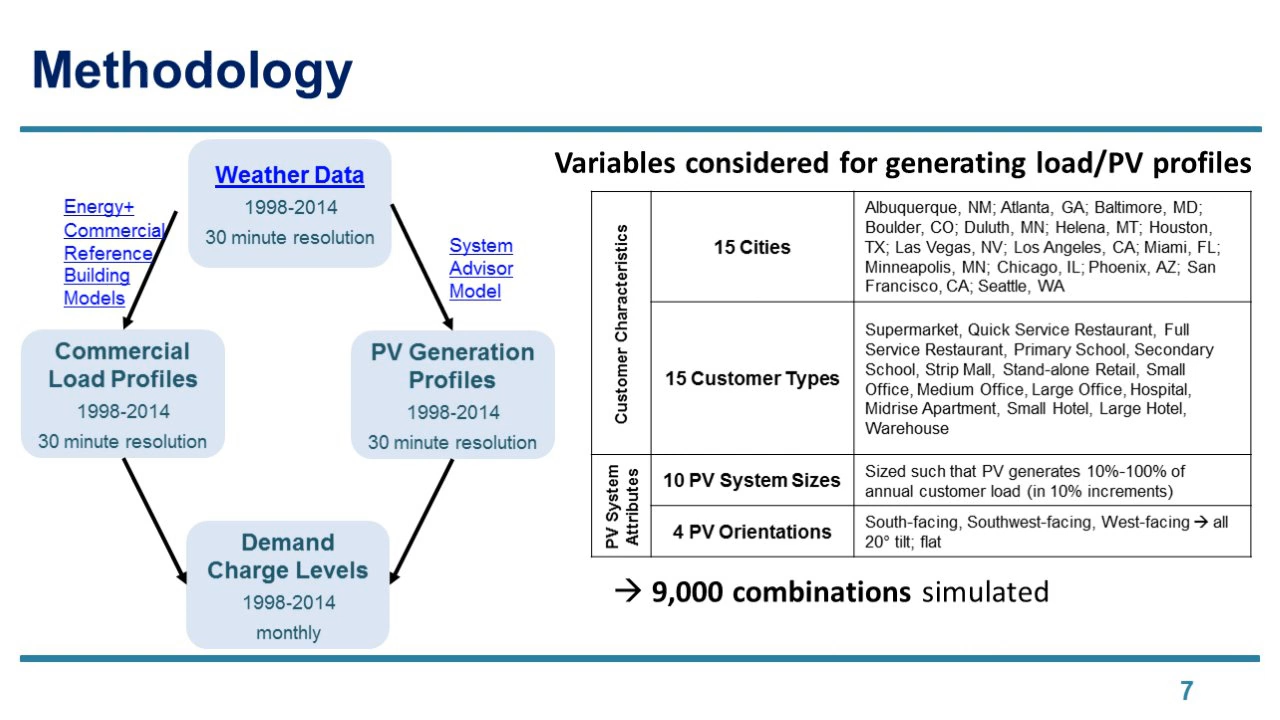 Methodology
Weather Data
1998-2014
30 minute resolution
Energy+
Commercial
Reference
Building
Models
System
Advisor
Model
Commercial
Load Profiles
1998-2014
30 minute resolution
PV Generation
Profiles
1998-2014
30 minute resolution
Demand
Charge Levels
1998-2014
monthly
Variables considered for generating load/PV profiles
Customer Characteristics
15 Cities
Albuquerque, NM; Atlanta, GA; Baltimore, MD;
Boulder, CO; Duluth, MN; Helena, MT; Houston,
TX; Las Vegas, NV; Los Angeles, CA; Miami, FL;
Minneapolis, MN; Chicago, IL; Phoenix, AZ; San
Francisco, CA; Seattle, WA
15 Customer Types
Supermarket, Quick Service Restaurant, Full
Service Restaurant, Primary School, Secondary
School, Strip Mall, Stand-alone Retail, Small
Office, Medium Office, Large Office, Hospital,
Midrise Apartment, Small Hotel, Large Hotel,
Warehouse
PV System
Attributes
10 PV System Sizes
Sized such that PV generates 10%-100% of
annual customer load (in 10% increments)
4 PV Orientations
South-facing, Southwest-facing, West-facing → all
20° tilt; flat
→ 9,000 combinations simulated
7